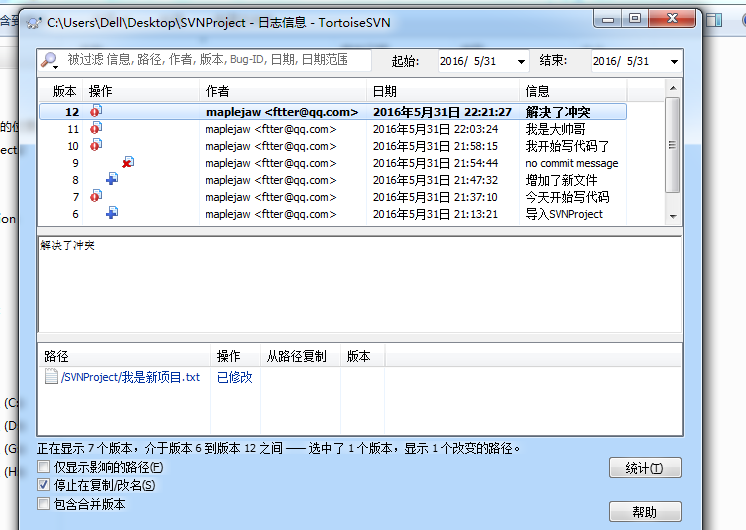 C:\Users\Dell\Desktop\SVNProject - 日志信息 - TortoiseSVN
被过滤 信息, 路径, 作者, 版本, Bug-ID, 日期, 日期范围 起始: 2016/ 5/31 结束: 2016/ 5/31
版本 操作 作者 日期 信息
12 maplejaw <ftter@qq.com> 2016年5月31日 22:21:27 解决了冲突
11 maplejaw <ftter@qq.com> 2016年5月31日 22:03:24 我是大帅哥
10 maplejaw <ftter@qq.com> 2016年5月31日 21:58:15 我开始写代码了
9 maplejaw <ftter@qq.com> 2016年5月31日 21:54:44 no commit message
8 maplejaw <ftter@qq.com> 2016年5月31日 21:47:32 增加了新文件
7 maplejaw <ftter@qq.com> 2016年5月31日 21:37:10 今天开始写代码
6 maplejaw <ftter@qq.com> 2016年5月31日 21:13:21 导入SVNProject
解决了冲突
路径 操作 从路径复制 版本
/SVNProject/我是新项目.txt 已修改
正在显示 7 个版本，介于版本 6 到版本 12 之间 —— 选中了 1 个版本，显示 1 个改变的路径。
仅显示影响的路径(F)
统计(T)
停止在复制/改名(S)
包含合并版本
帮助
(C:
(D
(G
(H